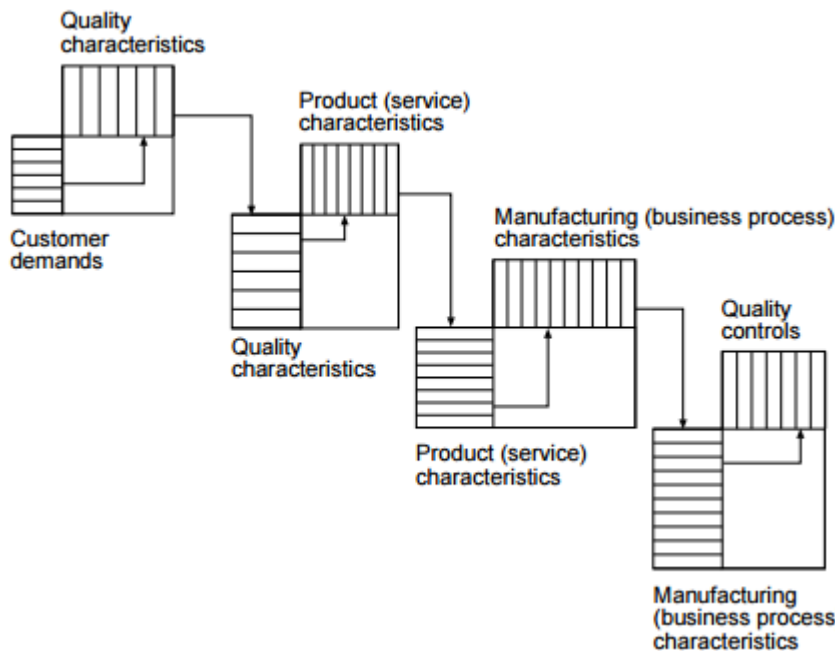 Quality
characteristics
Product (service)
characteristics
Customer
demands
Manufacturing (business process)
characteristics
Quality
characteristics
Quality
controls
Product (service)
characteristics
Manufacturing
(business process
characteristics